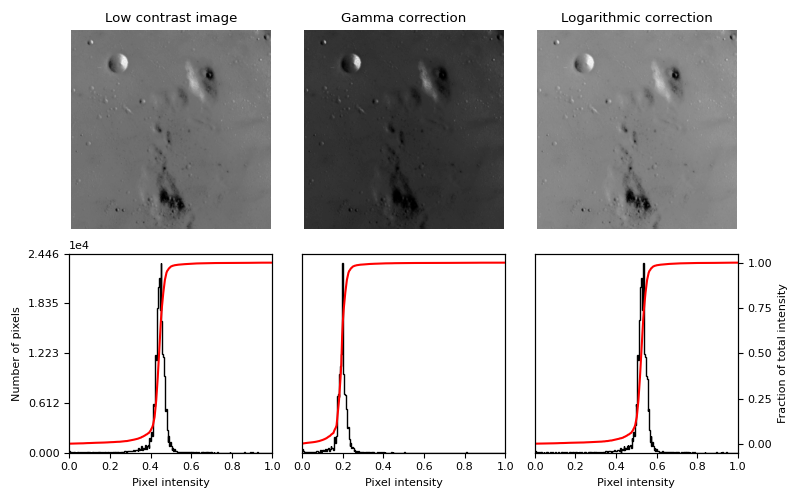 Low contrast image
Gamma correction
Logarithmic correction
1e4
2.446
1.835
1.223
0.612
0.000
Number of pixels
0.0 0.2 0.4 0.6 0.8 1.0
Pixel intensity
0.0 0.2 0.4 0.6 0.8 1.0
Pixel intensity
0.0 0.2 0.4 0.6 0.8 1.0
Pixel intensity
1.00
0.75
0.50
0.25
0.00
Fraction of total intensity